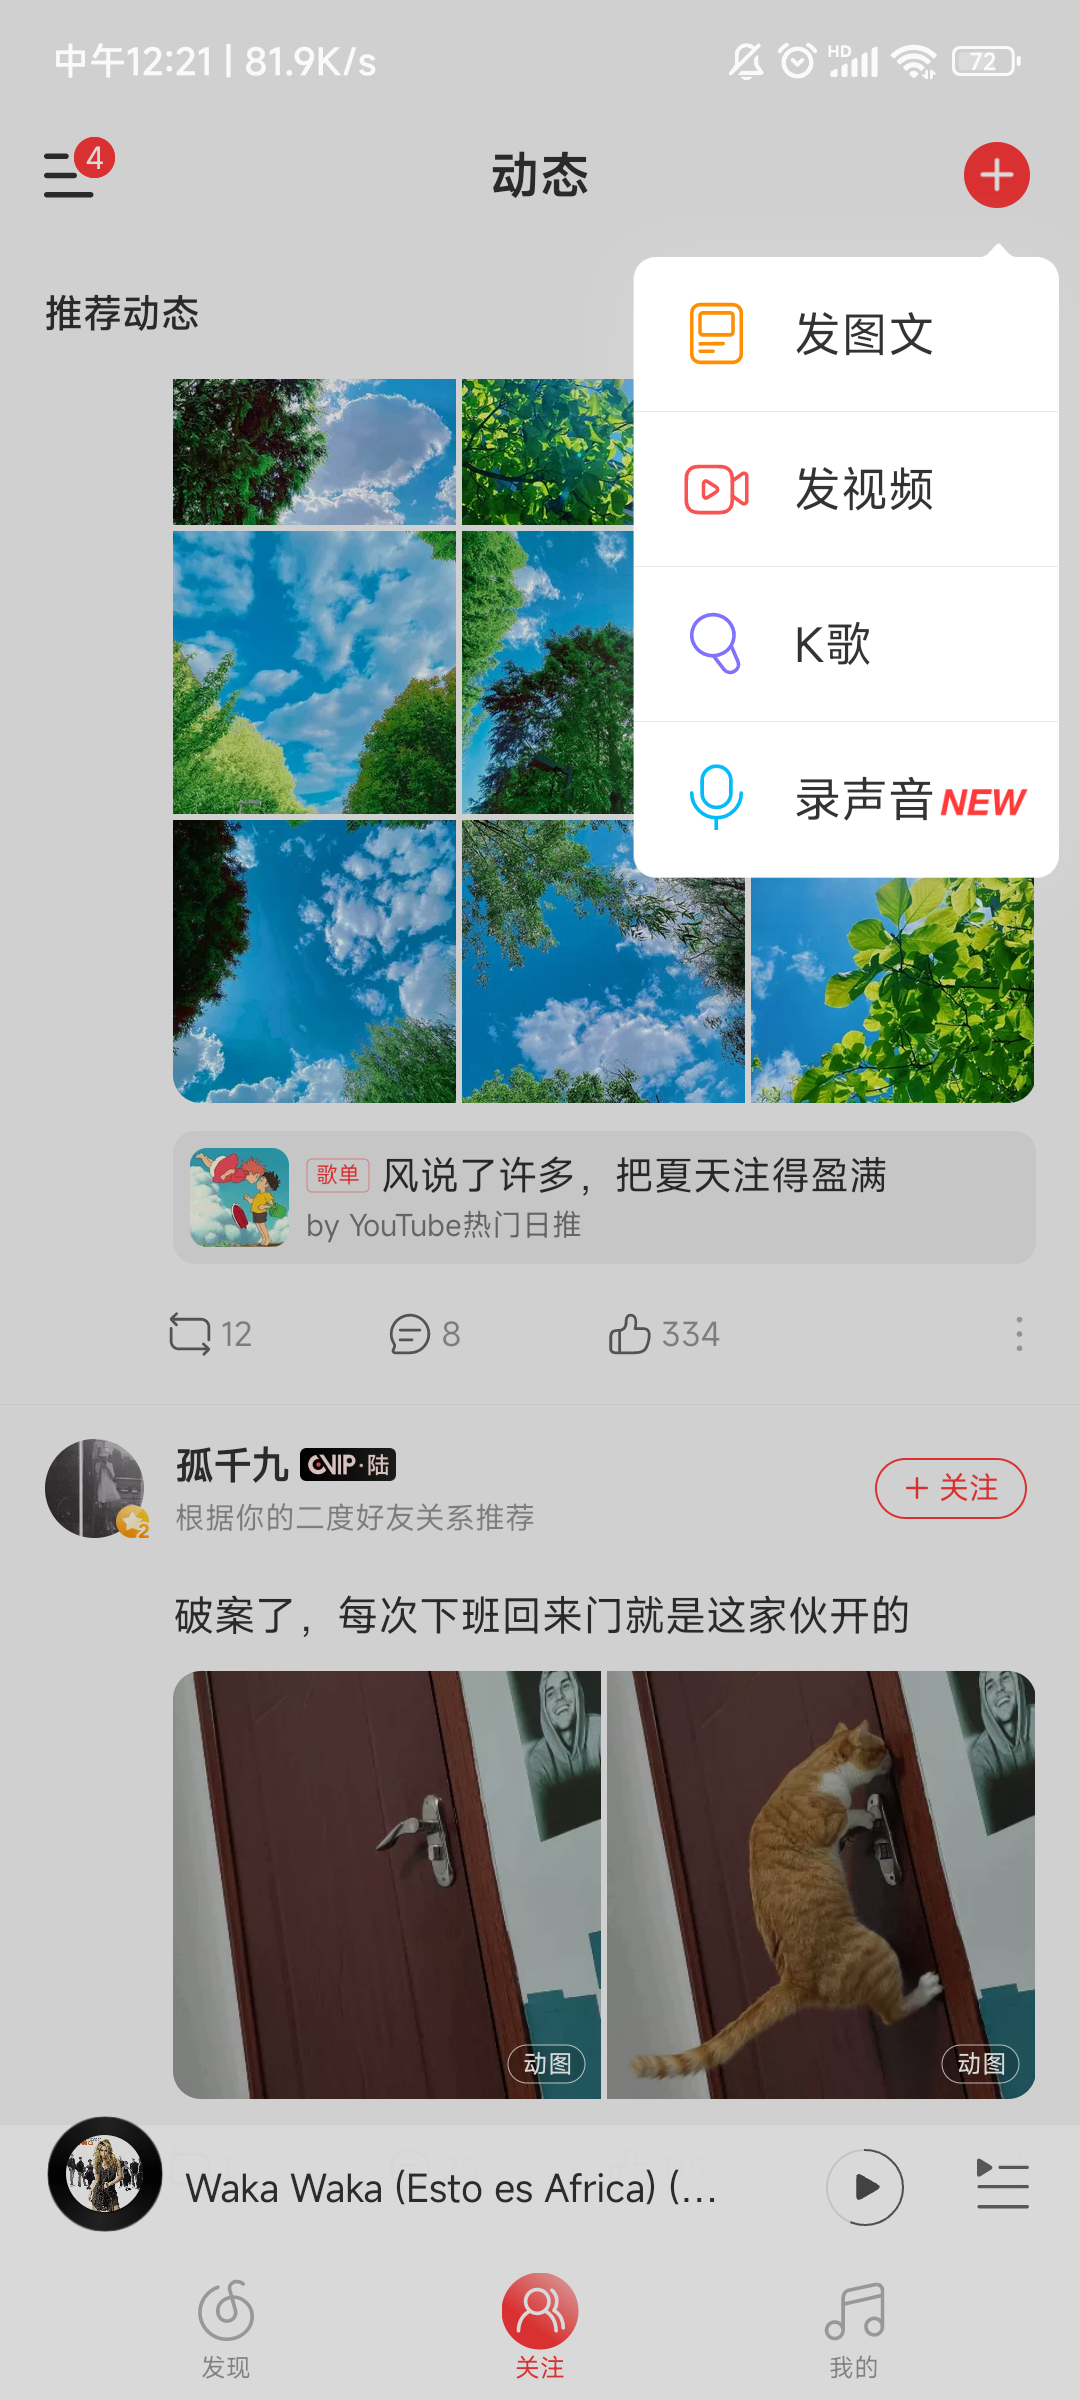 中午12:21 | 81.9K/s
HD
72
4
动态
推荐动态
发图文
发视频
K歌
录声音 NEW
歌单 风说了许多，把夏天注得盈满
by YouTube热门日推
12
8
334
孤千九 VIP·陆
2
根据你的二度好友关系推荐
+ 关注
破案了，每次下班回来门就是这家伙开的
动图
动图
Waka Waka (Esto es Africa) (...
发现
关注
我的